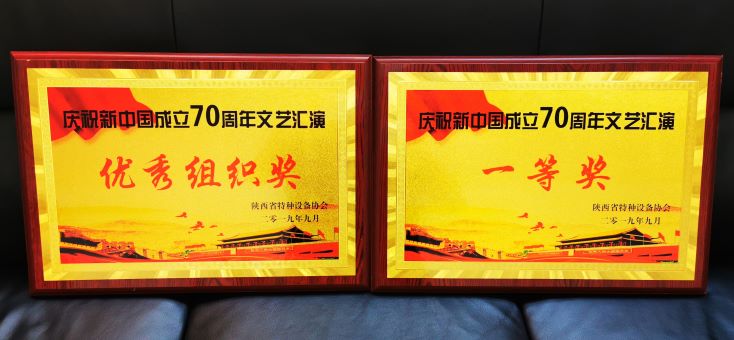 庆祝新中国成立70周年文艺汇演
优秀组织奖
陕西省特种设备协会
二零一九年九月
庆祝新中国成立70周年文艺汇演
一等奖
陕西省特种设备协会
二零一九年九月